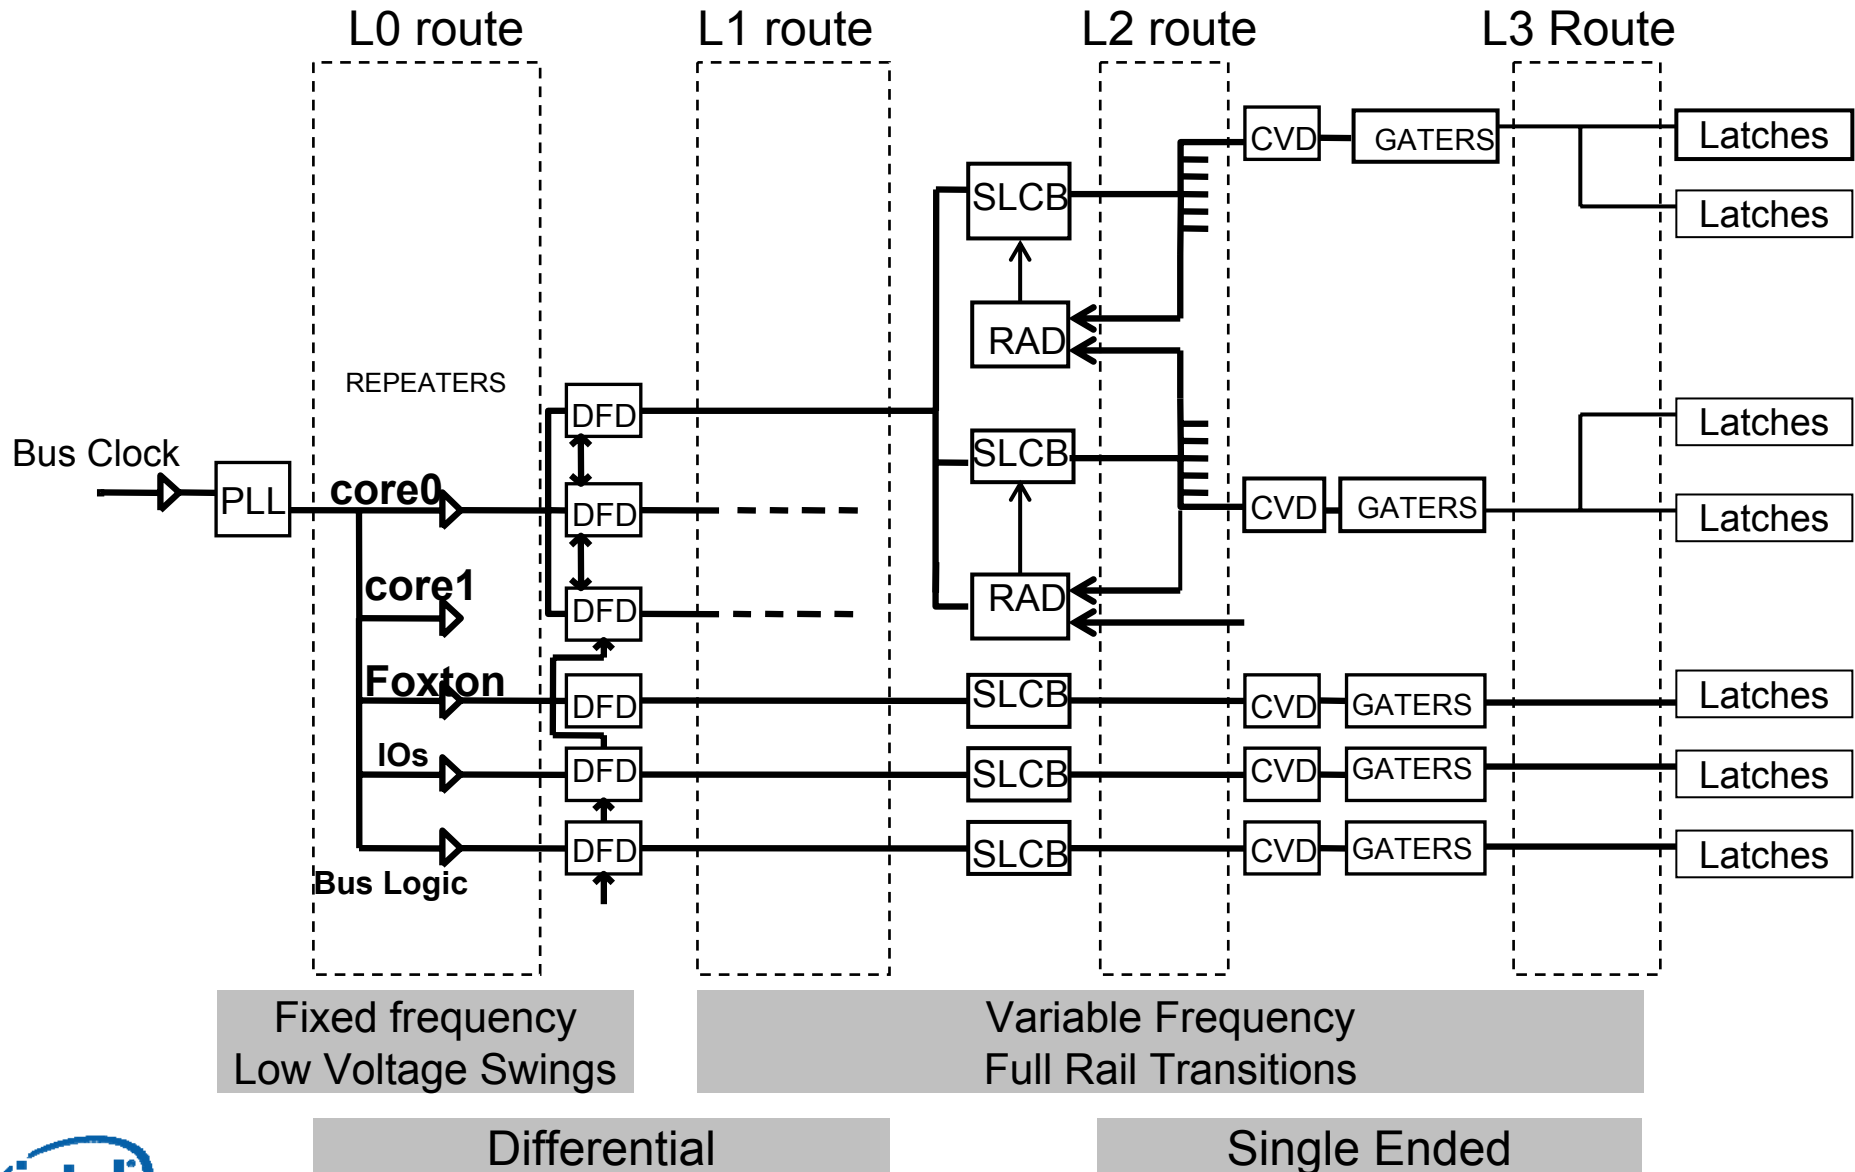 L0 route
L1 route
L2 route
L3 Route
CVD
GATERS
Latches
SLCB
Latches
RAD
REPEATERS
DFD
Latches
Bus Clock
SLCB
PLL
core0
DFD
CVD
GATERS
Latches
core1
DFD
RAD
Foxton
DFD
SLCB
CVD
GATERS
Latches
IOs
DFD
SLCB
CVD
GATERS
Latches
DFD
SLCB
CVD
GATERS
Latches
Bus Logic
Fixed frequency
Low Voltage Swings
Variable Frequency
Full Rail Transitions
Differential
Single Ended